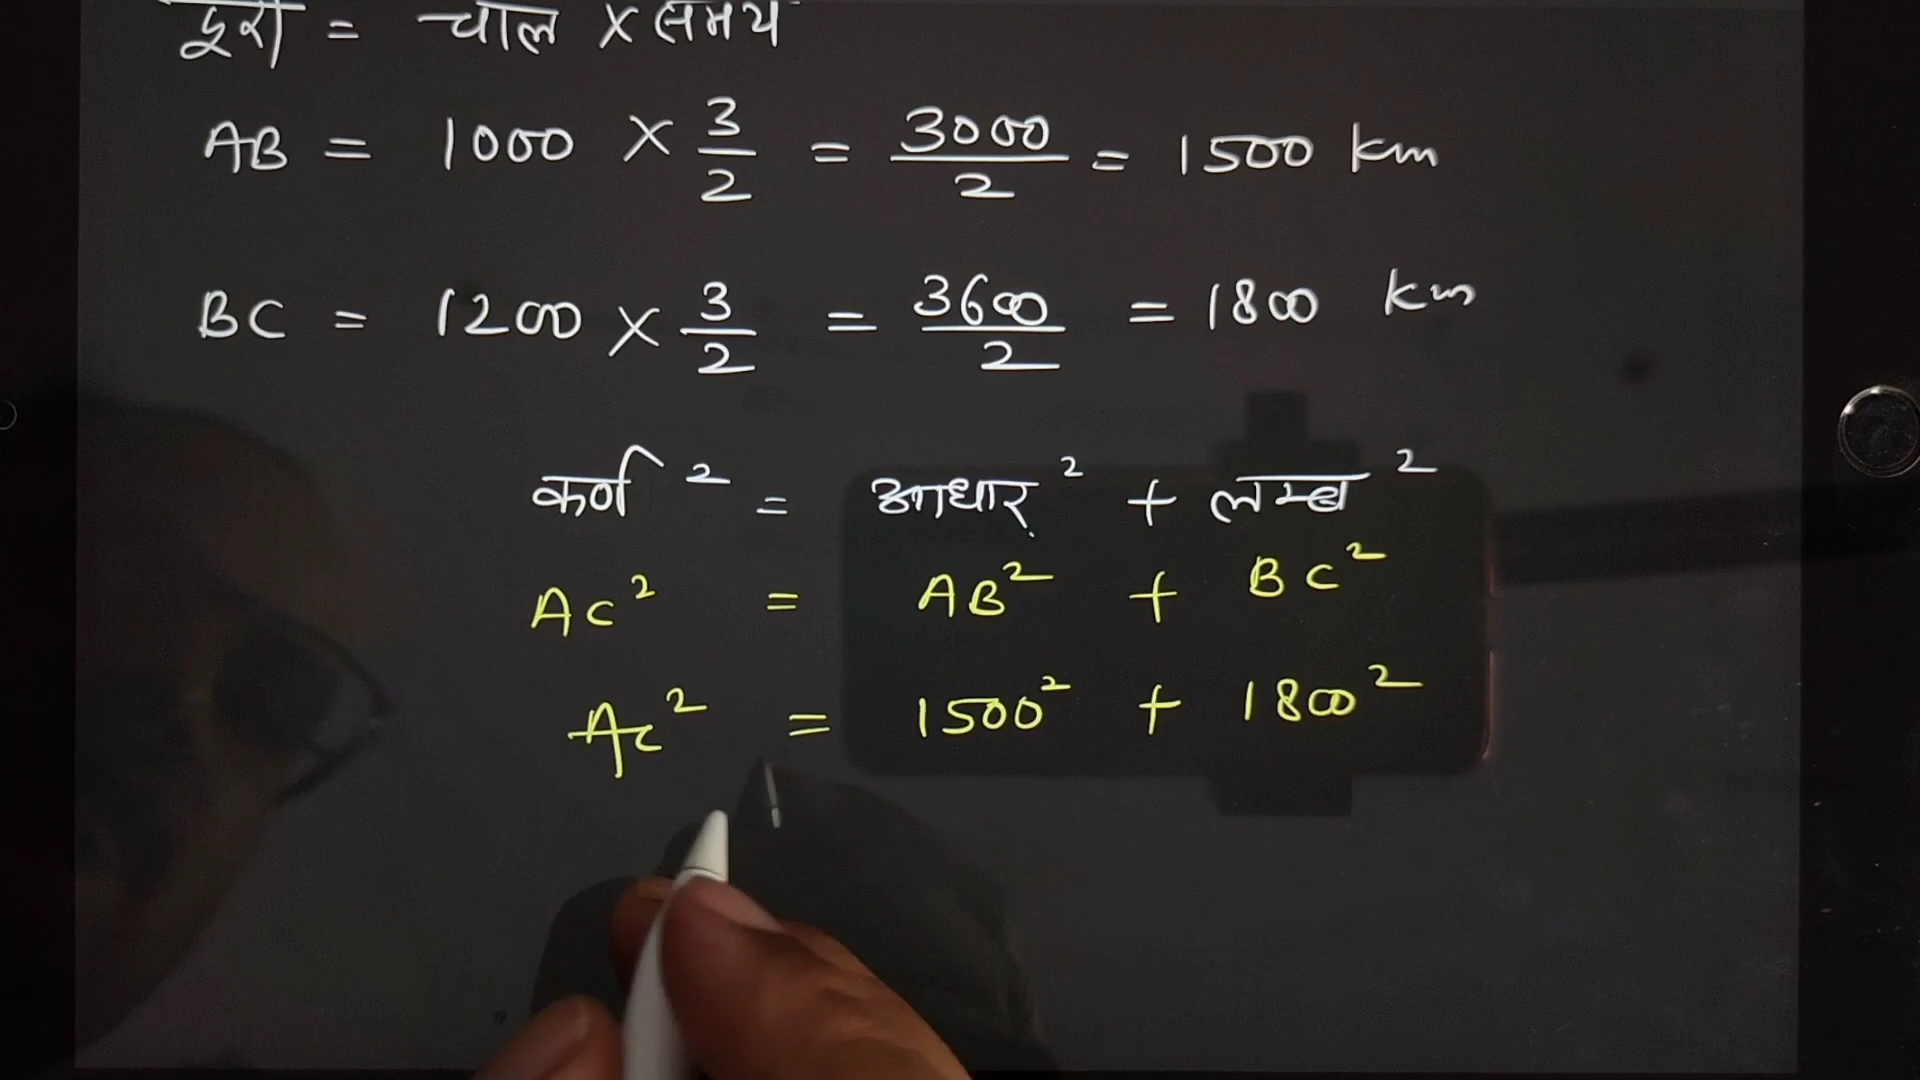 दूरी = चाल × समय
AB = 1000 × 3/2 = 3000/2 = 1500 km
BC = 1200 × 3/2 = 3600/2 = 1800 km
कर्ण² = आधार² + लम्ब²
AC² = AB² + BC²
AC² = 1500² + 1800²